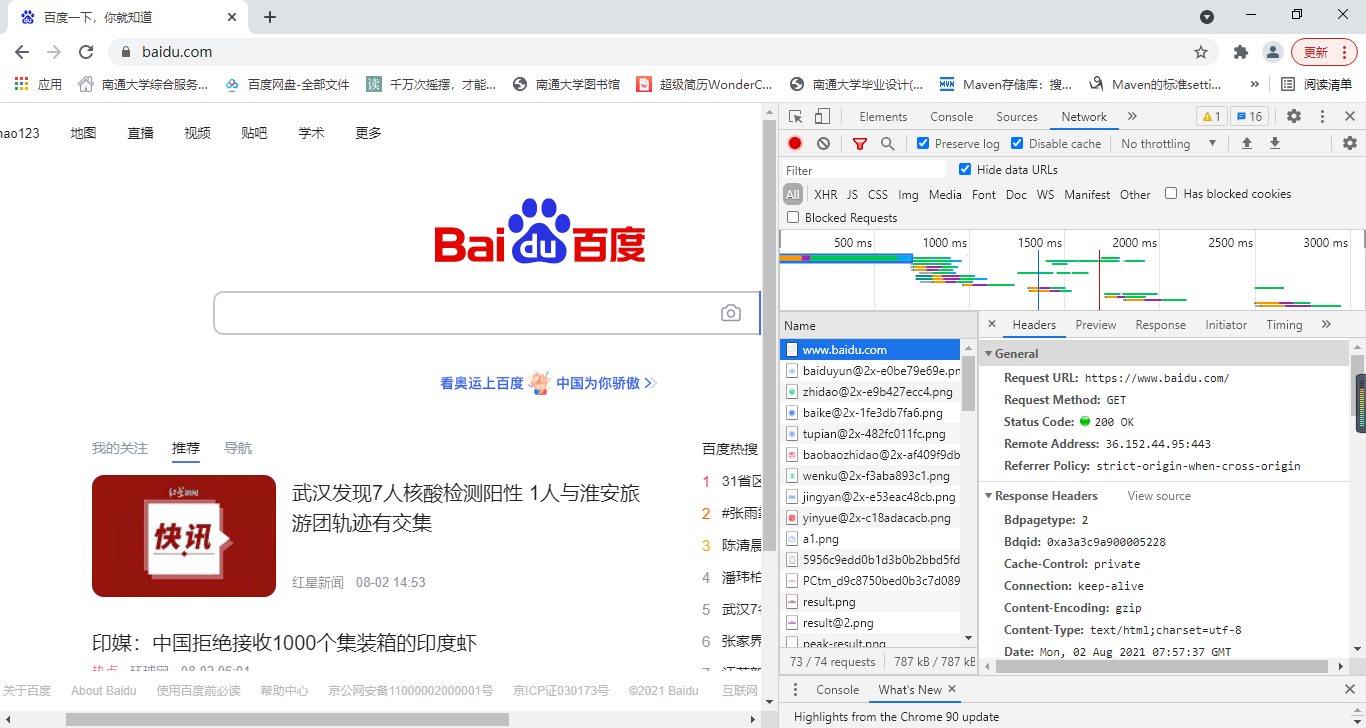 百度一下，你就知道
baidu.com
更新
应用 南通大学综合服务... 百度网盘-全部文件 读 千万次摇摆，才能... 南通大学图书馆 超级简历WonderC... 南通大学毕业设计(... Maven存储库：搜... Maven的标准setti... » 阅读清单
hao123 地图 直播 视频 贴吧 学术 更多
Bai du 百度
看奥运上百度 中国为你骄傲
我的关注 推荐 导航
红星新闻
快讯
武汉发现7人核酸检测阳性 1人与淮安旅
游团轨迹有交集
红星新闻 08-02 14:53
印媒：中国拒绝接收1000个集装箱的印度虾
热点 环球网 08-02 06:01
百度热搜
1 31省区
2 #张雨
3 陈清晨
4 潘玮柏
5 武汉7名
6 张家界
7 江苏新
关于百度 About Baidu 使用百度前必读 帮助中心 京公网安备11000002000001号 京ICP证030173号 ©2021 Baidu 互联网
Elements Console Sources Network » 1 16
Preserve log Disable cache No throttling
Filter Hide data URLs
All XHR JS CSS Img Media Font Doc WS Manifest Other Has blocked cookies
Blocked Requests
500 ms 1000 ms 1500 ms 2000 ms 2500 ms 3000 ms
Name
www.baidu.com
baiduyun@2x-e0be79e69e.pn
zhidao@2x-e9b427ecc4.png
baike@2x-1fe3db7fa6.png
tupian@2x-482fc011fc.png
baobaozhidao@2x-af409f9db
wenku@2x-f3aba893c1.png
jingyan@2x-e53eac48cb.png
yinyue@2x-c18adacacb.png
a1.png
5956c9edd0b1d3b0b2bbd5fd
PCtm_d9c8750bed0b3c7d089
result.png
result@2.png
peak-result.png
73 / 74 requests 787 kB / 787 kB
Headers Preview Response Initiator Timing »
General
Request URL: https://www.baidu.com/
Request Method: GET
Status Code: 200 OK
Remote Address: 36.152.44.95:443
Referrer Policy: strict-origin-when-cross-origin
Response Headers View source
Bdpagetype: 2
Bdqid: 0xa3a3c9a900005228
Cache-Control: private
Connection: keep-alive
Content-Encoding: gzip
Content-Type: text/html;charset=utf-8
Date: Mon, 02 Aug 2021 07:57:37 GMT
Console What's New
Highlights from the Chrome 90 update